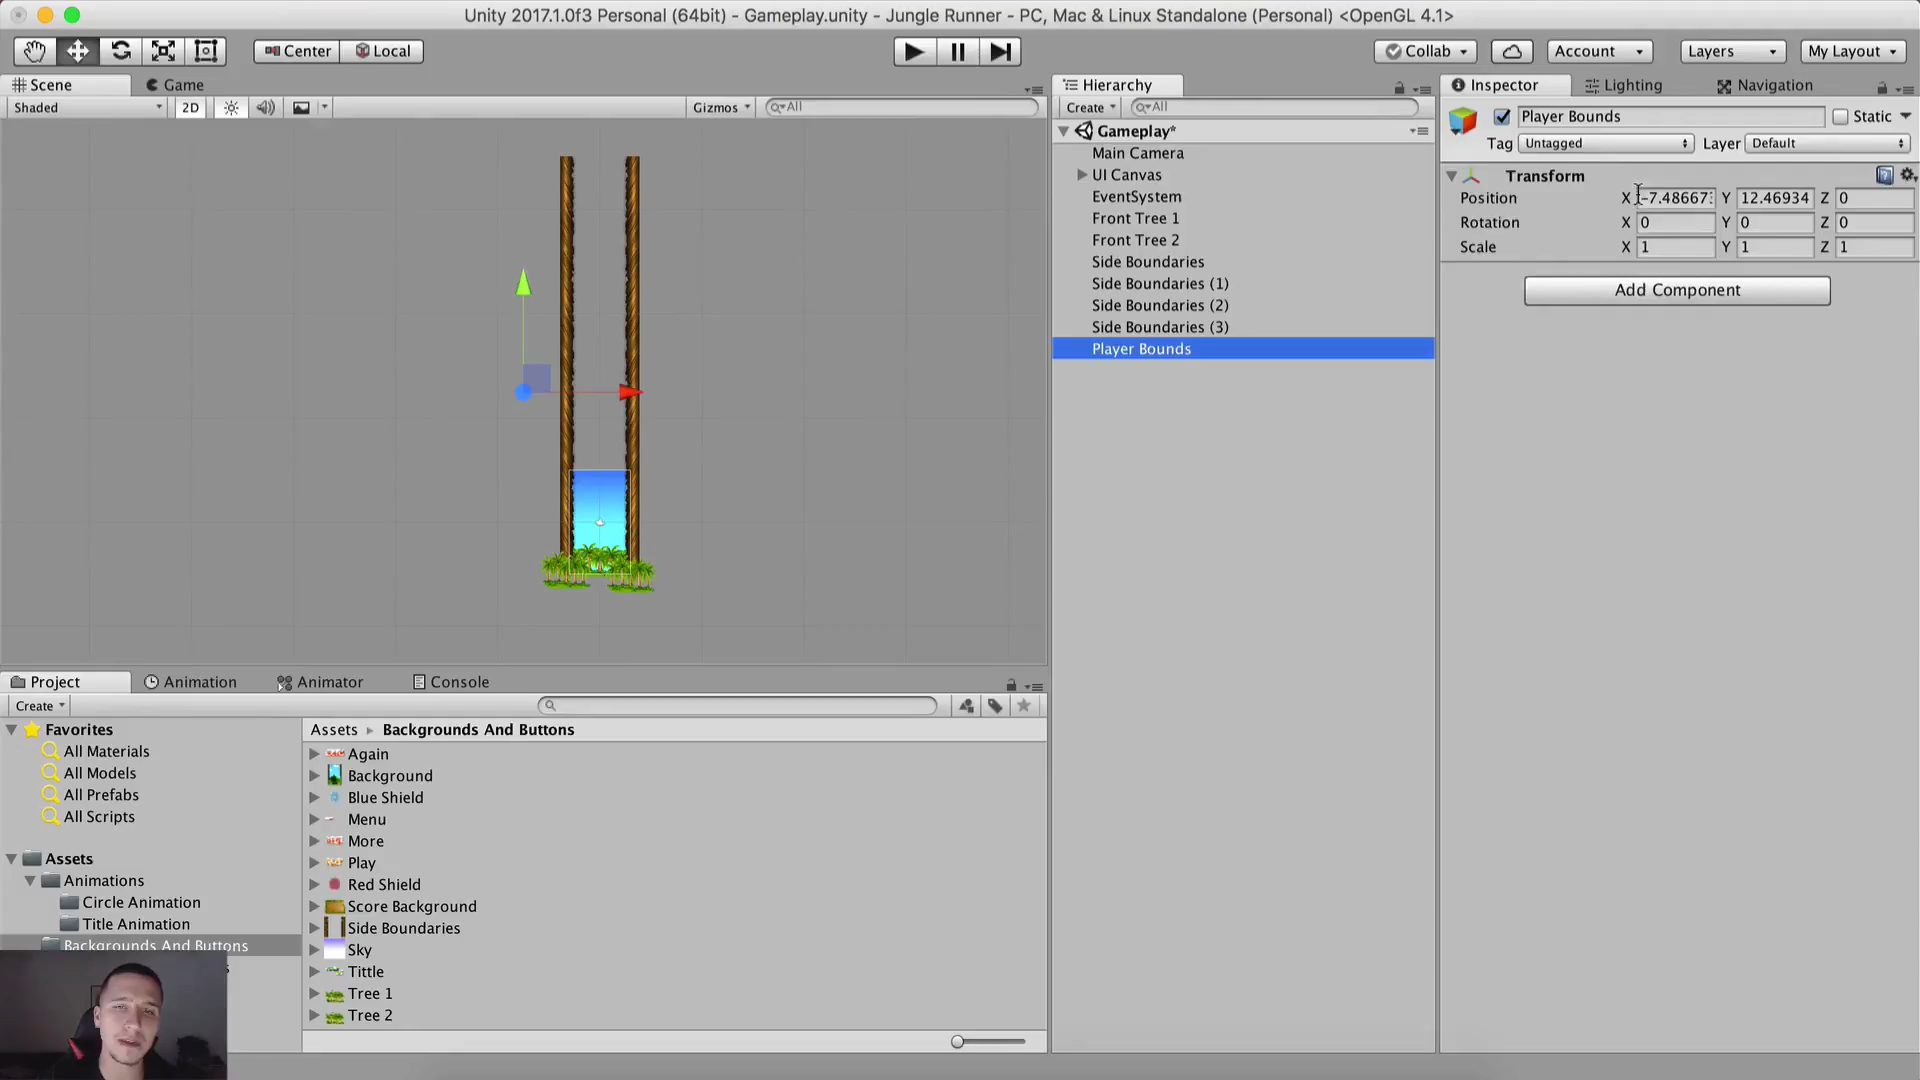 Unity 2017.1.0f3 Personal (64bit) - Gameplay.unity - Jungle Runner - PC, Mac & Linux Standalone (Personal) <OpenGL 4.1>
Center Local Collab Account Layers My Layout
Scene Game
Shaded 2D Gizmos All
Hierarchy
Create All
Gameplay*
Main Camera
UI Canvas
EventSystem
Front Tree 1
Front Tree 2
Side Boundaries
Side Boundaries (1)
Side Boundaries (2)
Side Boundaries (3)
Player Bounds
Inspector Lighting Navigation
Player Bounds Static
Tag Untagged Layer Default
Transform
Position X -7.48667 Y 12.46934 Z 0
Rotation X 0 Y 0 Z 0
Scale X 1 Y 1 Z 1
Add Component
Project Animation Animator Console
Create
Favorites
All Materials
All Models
All Prefabs
All Scripts
Assets
Animations
Circle Animation
Title Animation
Backgrounds And Buttons
Assets Backgrounds And Buttons
Again
Background
Blue Shield
Menu
More
Play
Red Shield
Score Background
Side Boundaries
Sky
Tittle
Tree 1
Tree 2